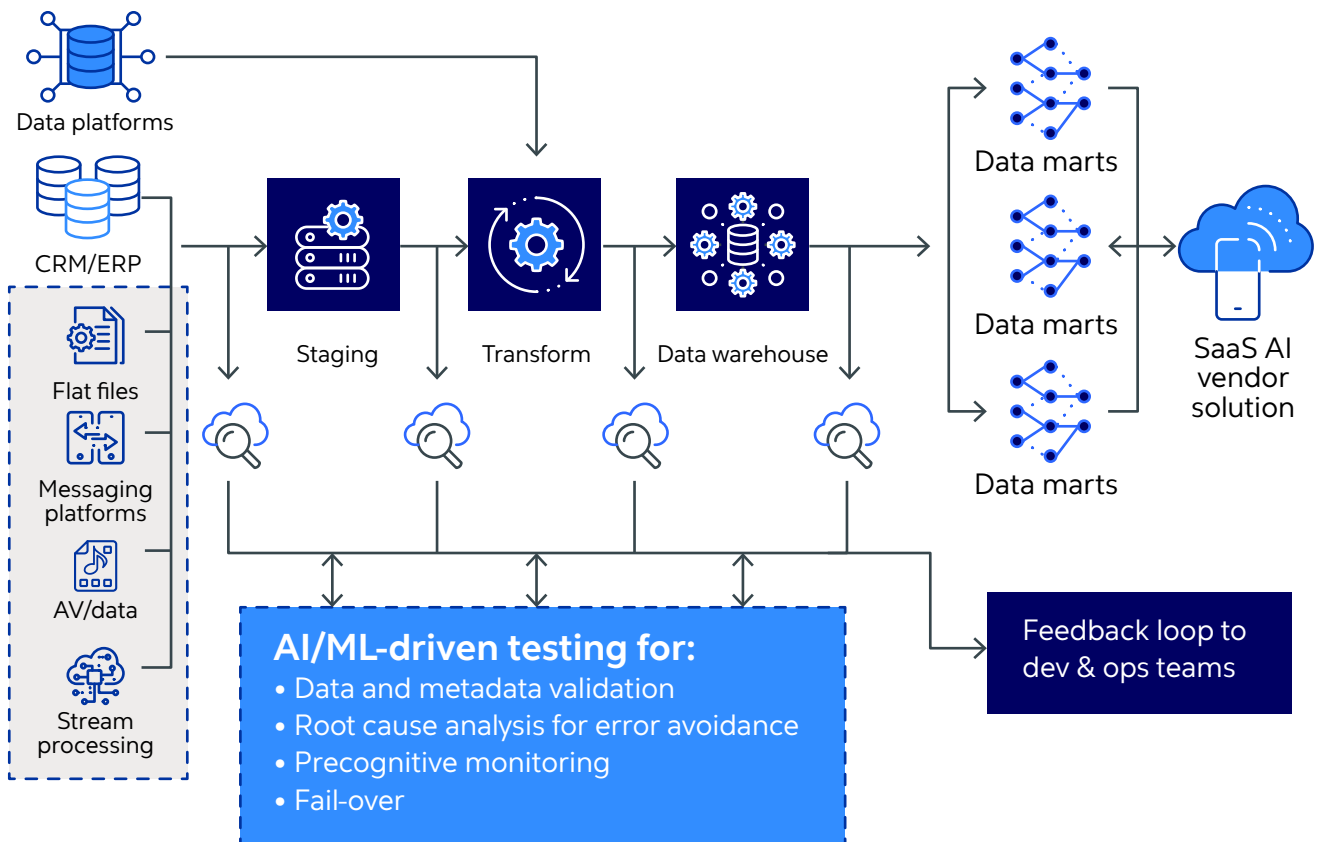 Data platforms
CRM/ERP
Flat files
Messaging
platforms
AV/data
Stream
processing
Staging
Transform
Data warehouse
Data marts
Data marts
Data marts
SaaS AI
vendor
solution
AI/ML-driven testing for:
• Data and metadata validation
• Root cause analysis for error avoidance
• Precognitive monitoring
• Fail-over
Feedback loop to
dev & ops teams